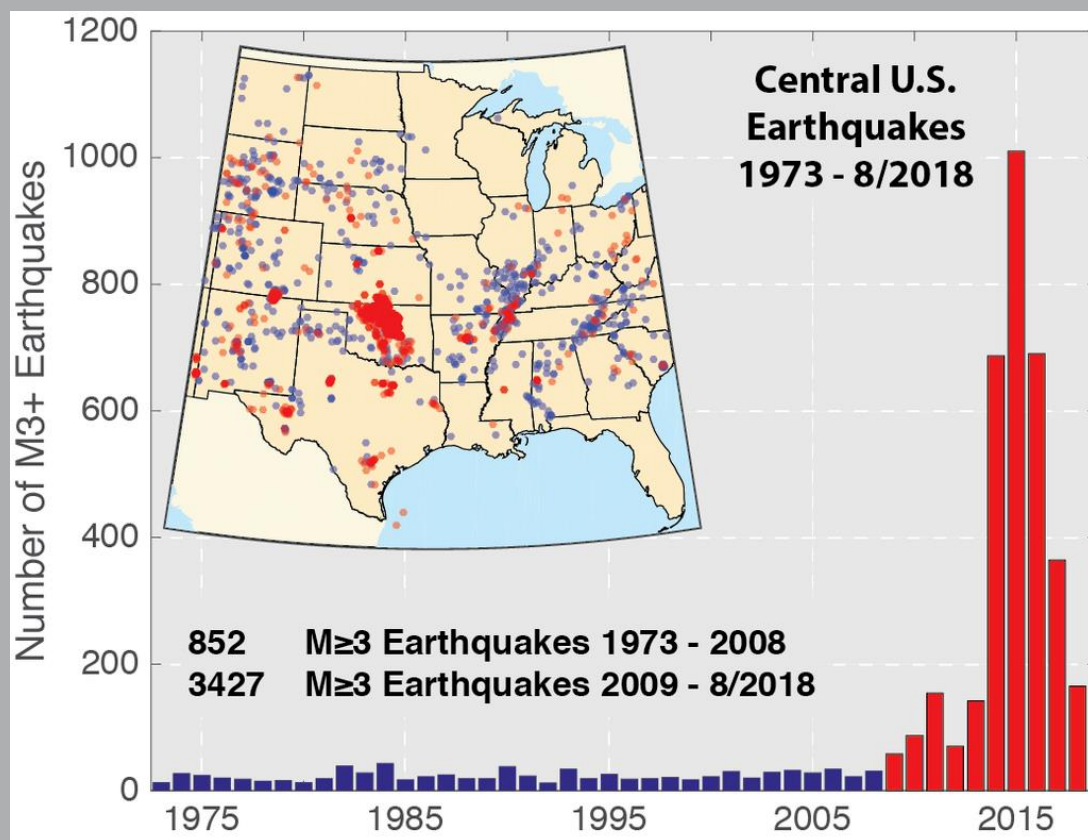 Central U.S.
Earthquakes
1973 - 8/2018
Number of M3+ Earthquakes
1200
1000
800
600
400
200
0
852 M≥3 Earthquakes 1973 - 2008
3427 M≥3 Earthquakes 2009 - 8/2018
1975 1985 1995 2005 2015